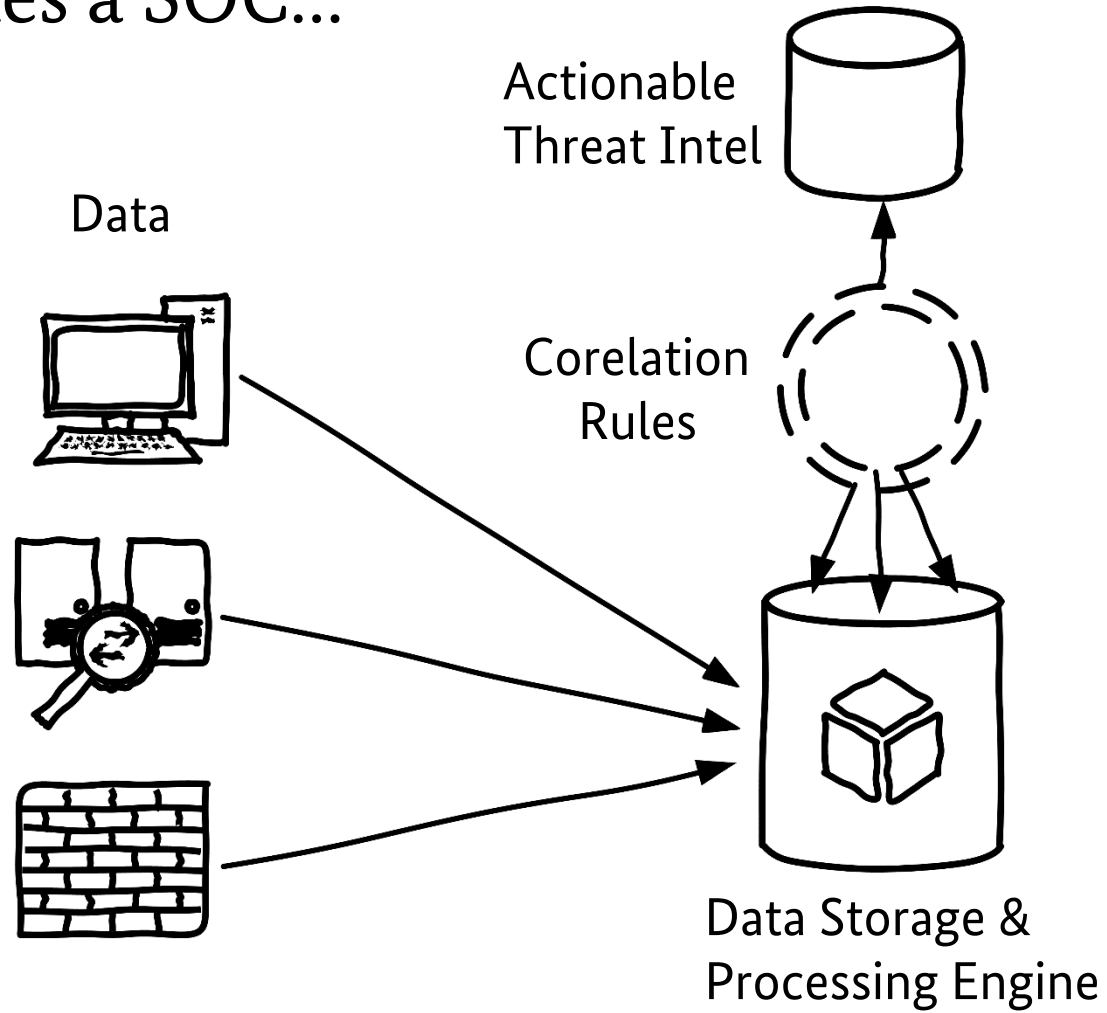 es a SOC...
Actionable
Threat Intel
Data
Corelation
Rules
Data Storage &
Processing Engine